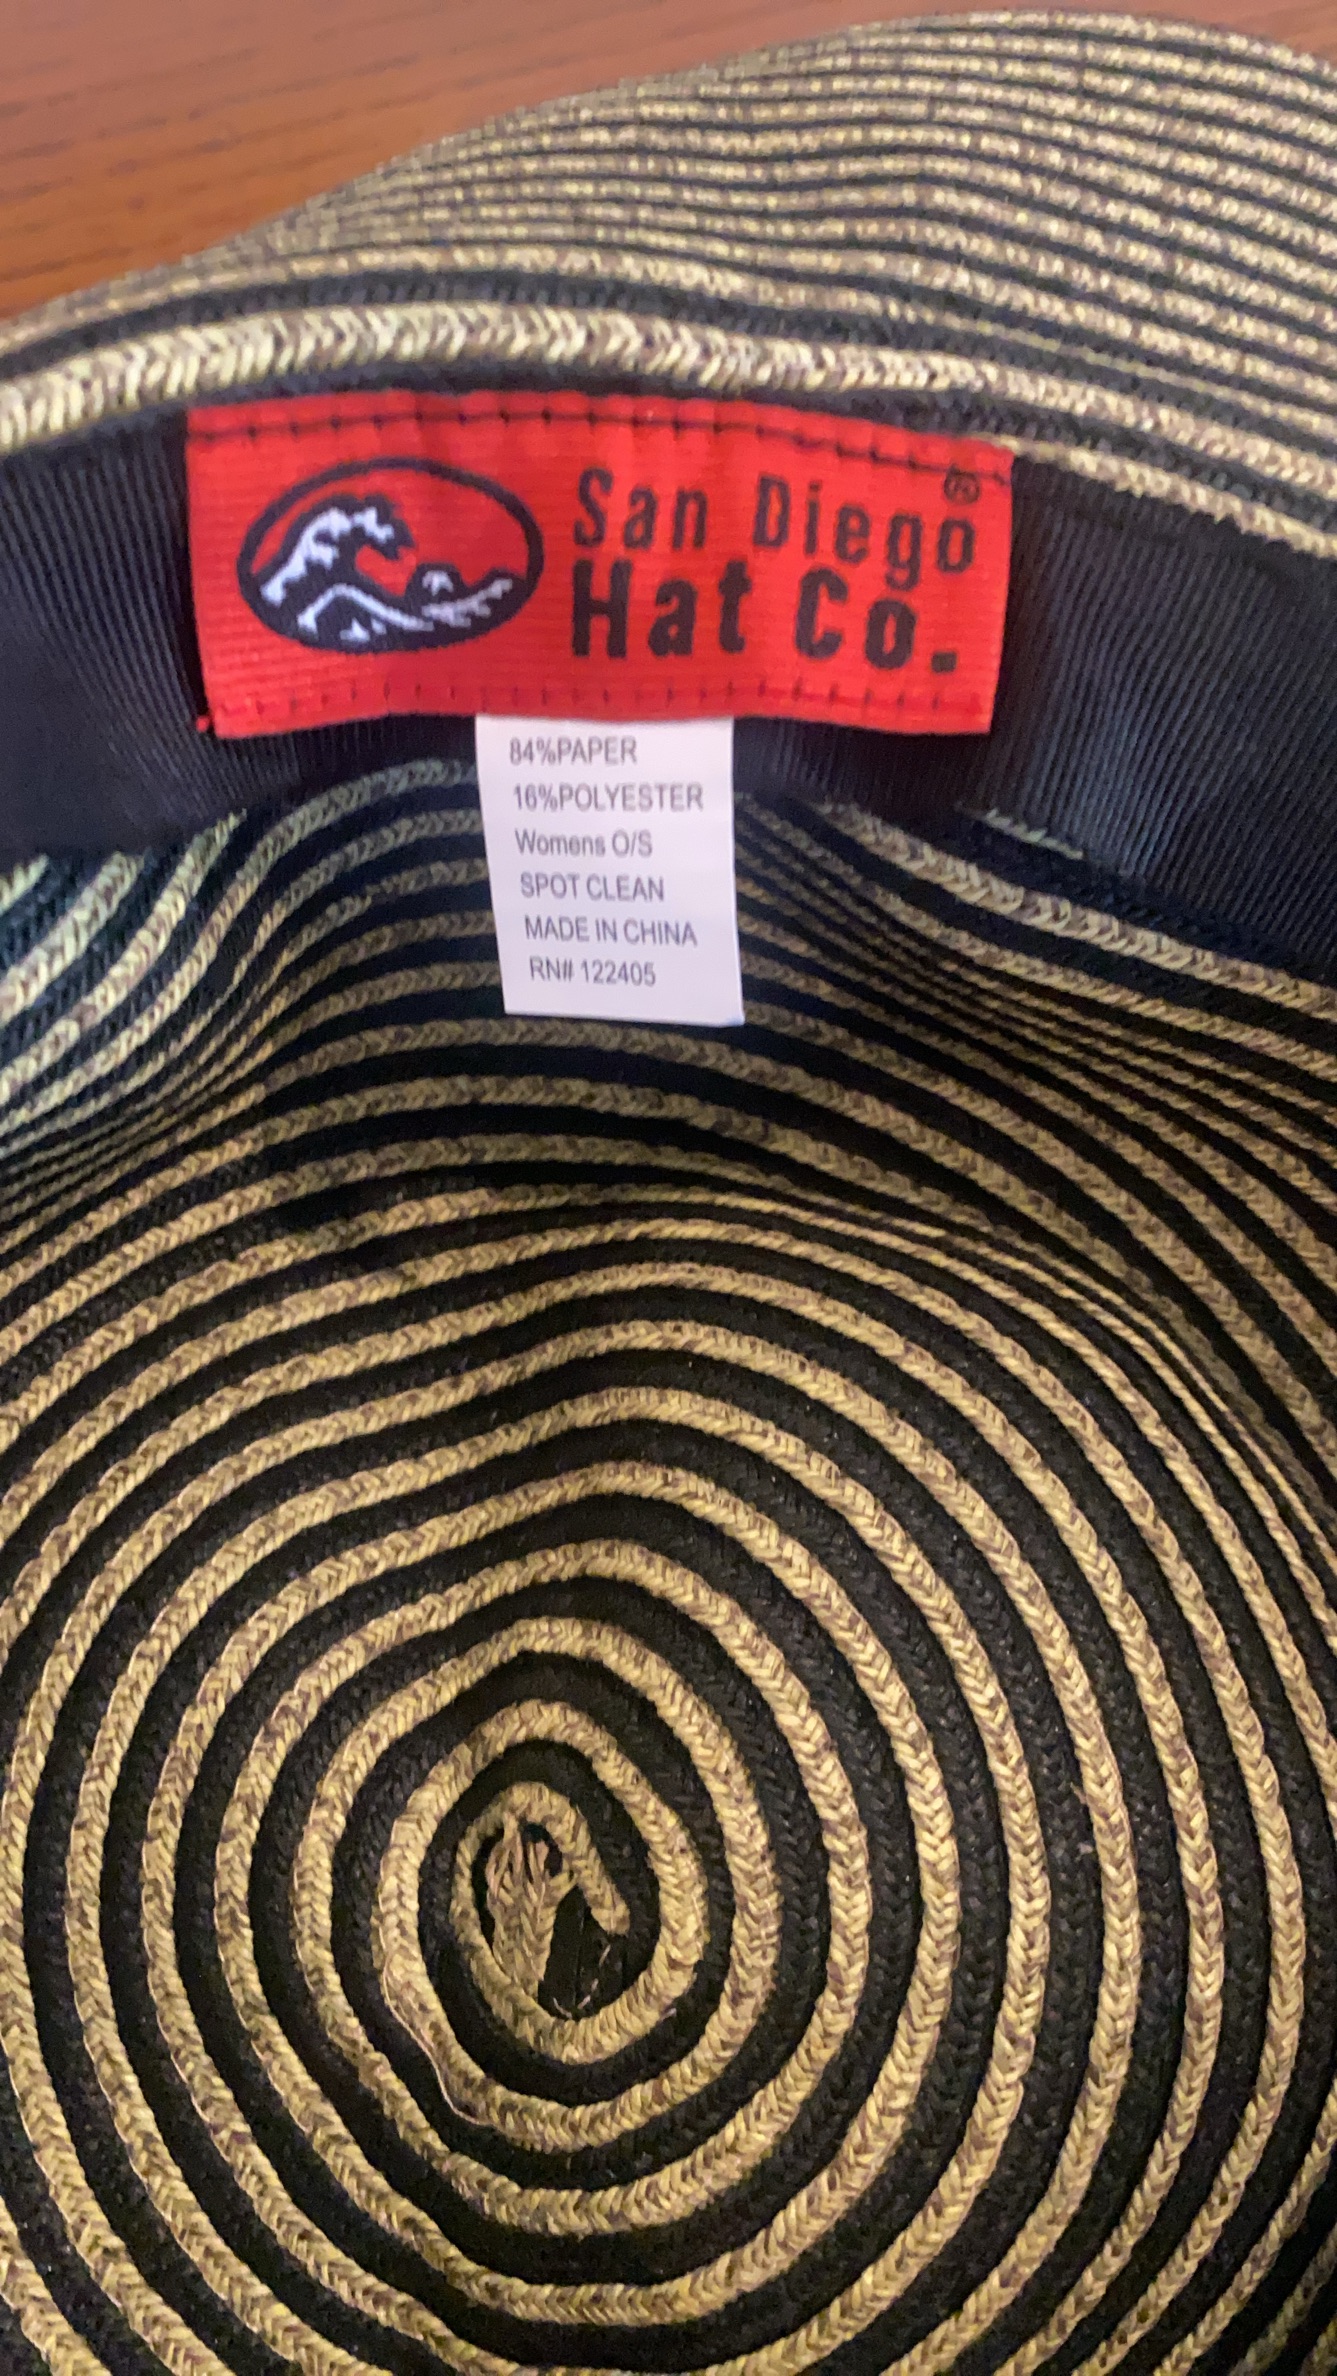 San Diego®
Hat Co.
84%PAPER
16%POLYESTER
Womens O/S
SPOT CLEAN
MADE IN CHINA
RN# 122405